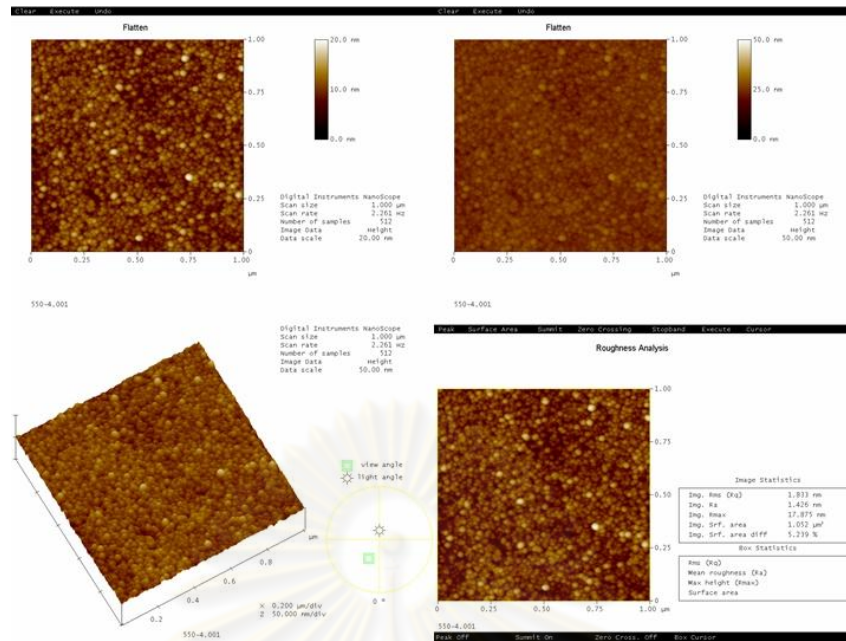 Clear Execute Undo
Flatten
20.0 nm
10.0 nm
0.0 nm
1.00
0.75
0.50
0.25
0
0 0.25 0.50 0.75 1.00
µm
Digital Instruments NanoScope
Scan size 1.000 µm
Scan rate 2.261 Hz
Number of samples 512
Image Data Height
Data scale 20.00 nm
550-4.001
Clear Execute Undo
Flatten
50.0 nm
25.0 nm
0.0 nm
1.00
0.75
0.50
0.25
0
0 0.25 0.50 0.75 1.00
µm
Digital Instruments NanoScope
Scan size 1.000 µm
Scan rate 2.261 Hz
Number of samples 512
Image Data Height
Data scale 50.00 nm
550-4.001
Digital Instruments NanoScope
Scan size 1.000 µm
Scan rate 2.261 Hz
Number of samples 512
Image Data Height
Data scale 50.00 nm
view angle
light angle
0 °
0.2
0.4
0.6
0.8
µm
X 0.200 µm/div
Z 50.000 nm/div
550-4.001
Peak Surface Area Summit Zero Crossing Stopband Execute Cursor
Roughness Analysis
1.00
0.75
0.50
0.25
0
0 0.25 0.50 0.75 1.00
µm
Image Statistics
Img. Rms (Rq) 1.833 nm
Img. Ra 1.426 nm
Img. Rmax 17.875 nm
Img. Srf. area 1.052 µm²
Img. Srf. area diff 5.239 %
Box Statistics
Rms (Rq)
Mean roughness (Ra)
Max height (Rmax)
Surface area
550-4.001
Peak Off Summit On Zero Cross. Off Box Cursor